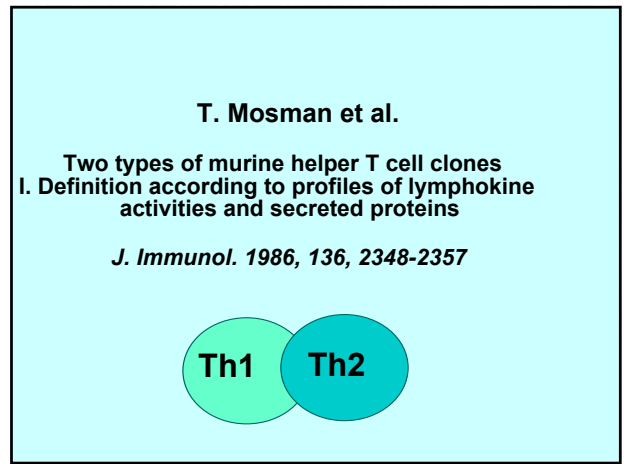 T. Mosman et al.
Two types of murine helper T cell clones
I. Definition according to profiles of lymphokine
activities and secreted proteins
J. Immunol. 1986, 136, 2348-2357
Th1 Th2